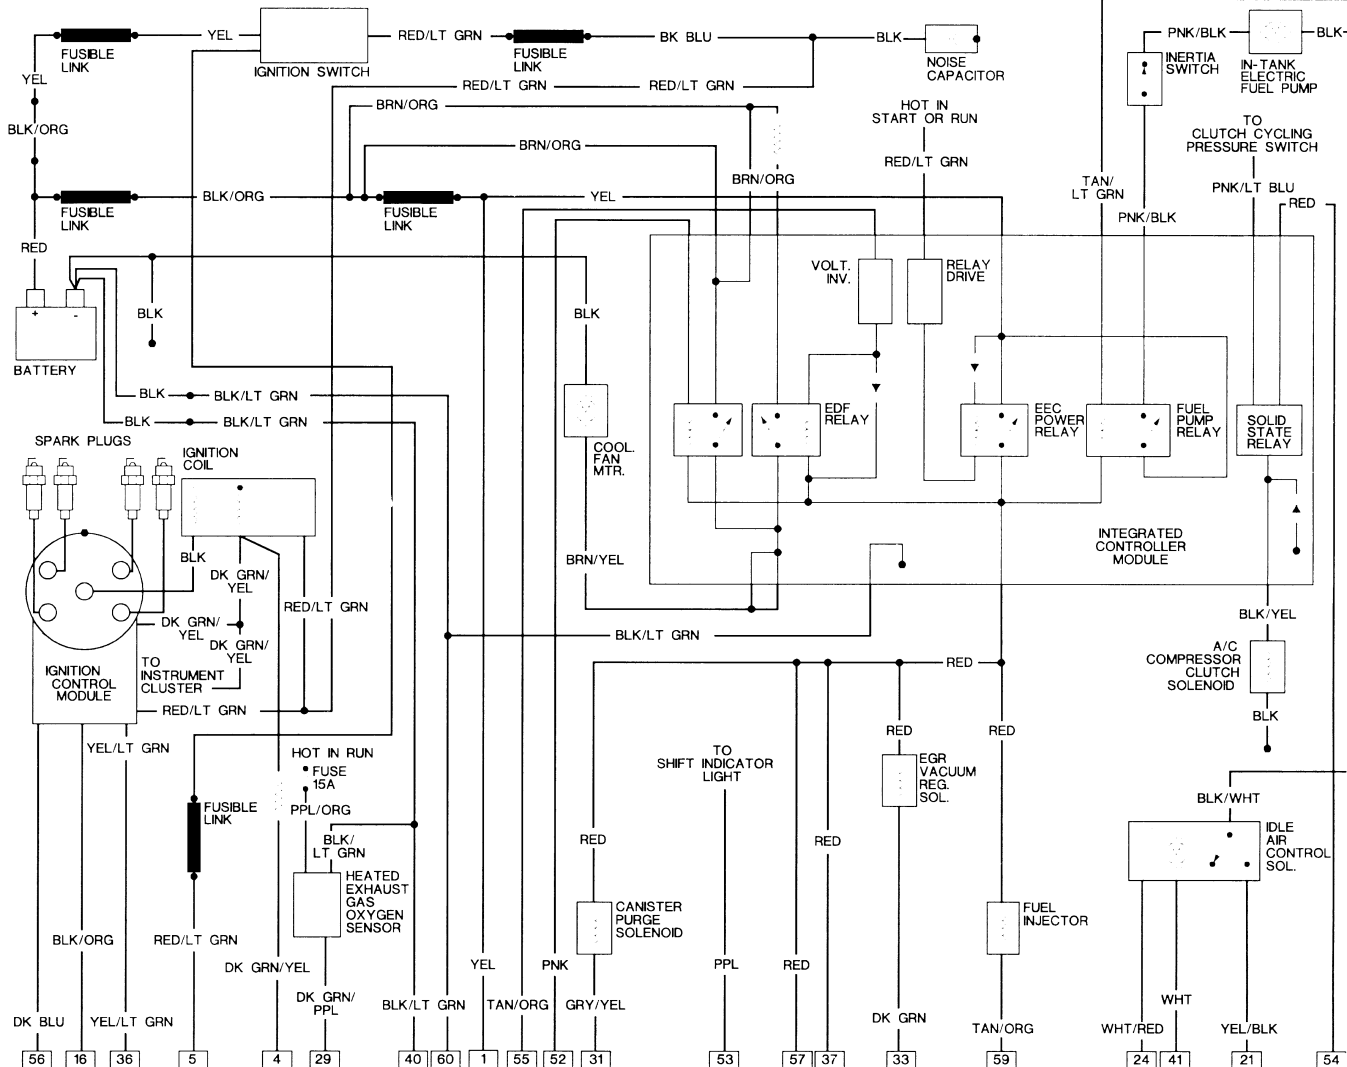 YEL
RED/LT GRN
BK BLU
BLK
PNK/BLK
BLK
FUSIBLE
LINK
IGNITION SWITCH
FUSIBLE
LINK
NOISE
CAPACITOR
INERTIA
SWITCH
IN-TANK
ELECTRIC
FUEL PUMP
YEL
RED/LT GRN
RED/LT GRN
BRN/ORG
HOT IN
START OR RUN
TO
CLUTCH CYCLING
PRESSURE SWITCH
BLK/ORG
BRN/ORG
RED/LT GRN
BRN/ORG
TAN/
LT GRN
PNK/LT BLU
RED
BLK/ORG
YEL
FUSIBLE
LINK
FUSIBLE
LINK
PNK/BLK
RED
VOLT.
INV.
RELAY
DRIVE
+
-
BLK
BLK
BATTERY
BLK
BLK/LT GRN
BLK
BLK/LT GRN
EDF
RELAY
EEC
POWER
RELAY
FUEL
PUMP
RELAY
SOLID
STATE
RELAY
COOL.
FAN
MTR.
SPARK PLUGS
IGNITION
COIL
INTEGRATED
CONTROLLER
MODULE
BLK
DK GRN/
YEL
BRN/YEL
RED/LT GRN
DK GRN/
YEL
DK GRN/
YEL
BLK/LT GRN
BLK/YEL
IGNITION
CONTROL
MODULE
TO
INSTRUMENT
CLUSTER
RED
A/C
COMPRESSOR
CLUTCH
SOLENOID
RED/LT GRN
BLK
YEL/LT GRN
HOT IN RUN
FUSE
15A
TO
SHIFT INDICATOR
LIGHT
RED
RED
EGR
VACUUM
REG.
SOL.
FUSIBLE
LINK
PPL/ORG
BLK/WHT
BLK/
LT GRN
RED
RED
IDLE
AIR
CONTROL
SOL.
HEATED
EXHAUST
GAS
OXYGEN
SENSOR
CANISTER
PURGE
SOLENOID
FUEL
INJECTOR
BLK/ORG
RED/LT GRN
DK GRN/YEL
YEL
PNK
PPL
RED
DK GRN/
PPL
BLK/LT GRN
TAN/ORG
GRY/YEL
WHT
DK BLU
YEL/LT GRN
DK GRN
TAN/ORG
WHT/RED
YEL/BLK
56
16
36
5
4
29
40
60
1
55
52
31
53
57
37
33
59
24
41
21
54